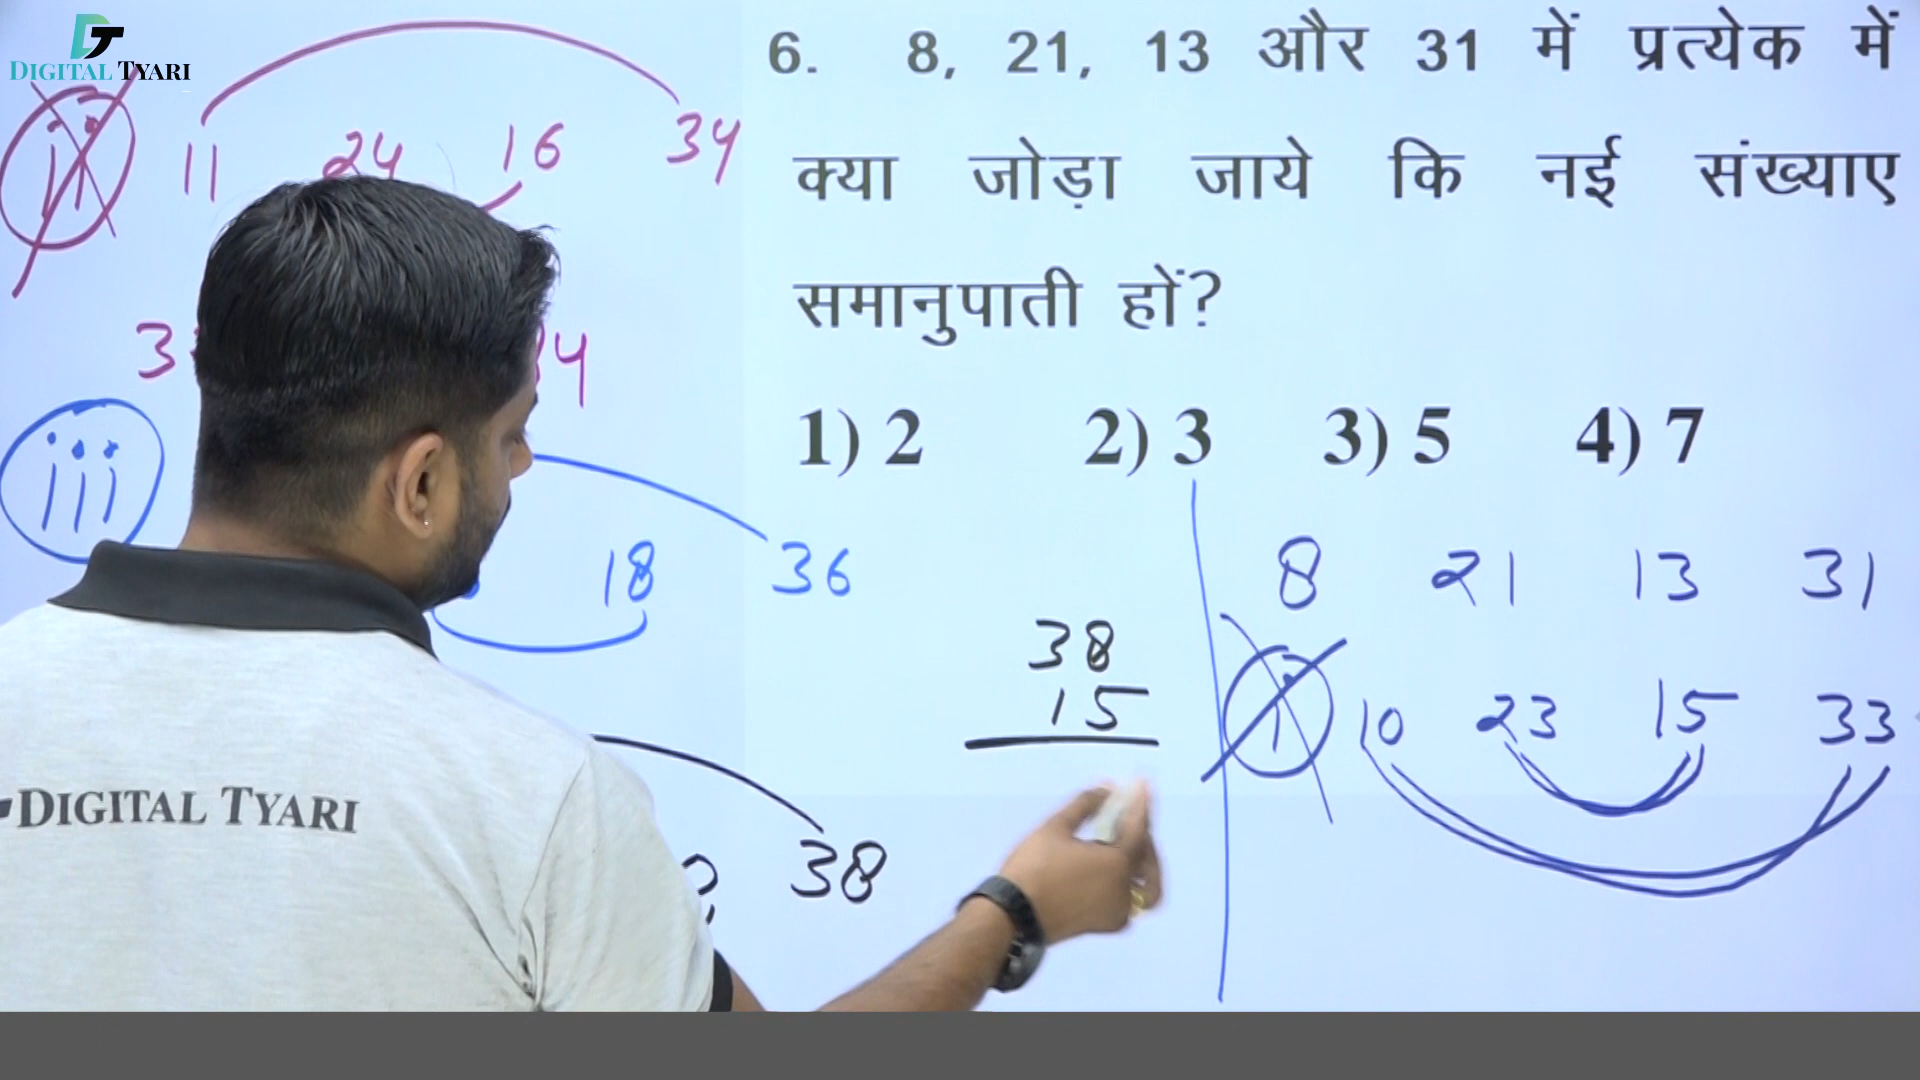 DIGITAL TYARI
6. 8, 21, 13 और 31 में प्रत्येक में
क्या जोड़ा जाये कि नई संख्याए
समानुपाती हों?
1) 2 2) 3 3) 5 4) 7
ii 11 24 16 34
iii 18 36
38
38
15
8 21 13 31
i 10 23 15 33
DIGITAL TYARI